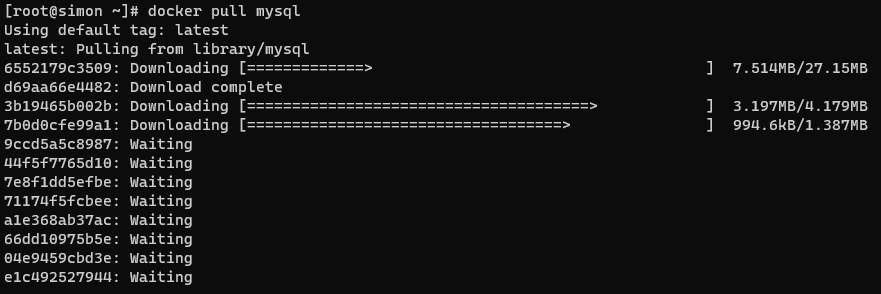 [root@simon ~]# docker pull mysql
Using default tag: latest
latest: Pulling from library/mysql
6552179c3509: Downloading [=============>                                     ]  7.514MB/27.15MB
d69aa66e4482: Download complete
3b19465b002b: Downloading [======================================>            ]  3.197MB/4.179MB
7b0d0cfe99a1: Downloading [===================================>               ]  994.6kB/1.387MB
9ccd5a5c8987: Waiting
44f5f7765d10: Waiting
7e8f1dd5efbe: Waiting
71174f5fcbee: Waiting
a1e368ab37ac: Waiting
66dd10975b5e: Waiting
04e9459cbd3e: Waiting
e1c492527944: Waiting